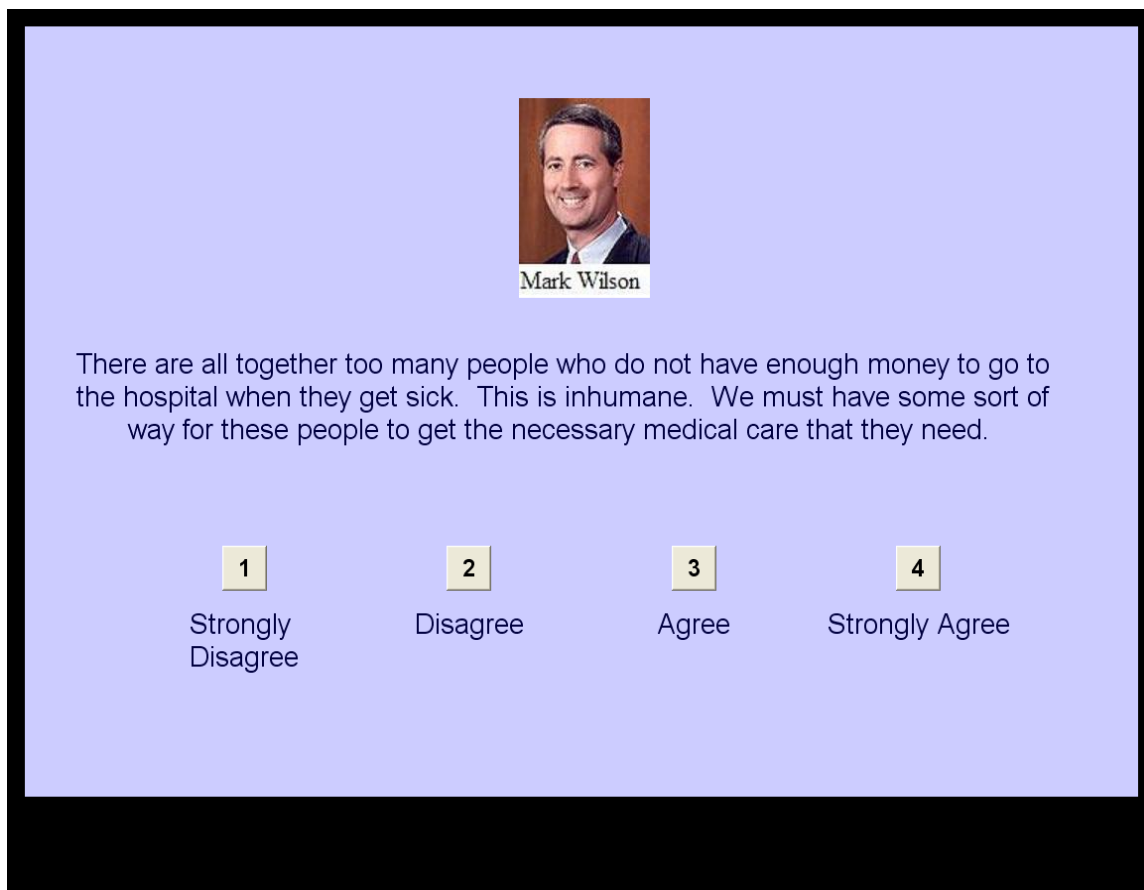 Mark Wilson
There are all together too many people who do not have enough money to go to
the hospital when they get sick.  This is inhumane.  We must have some sort of
way for these people to get the necessary medical care that they need.
1 2 3 4
Strongly Disagree Agree Strongly Agree
Disagree